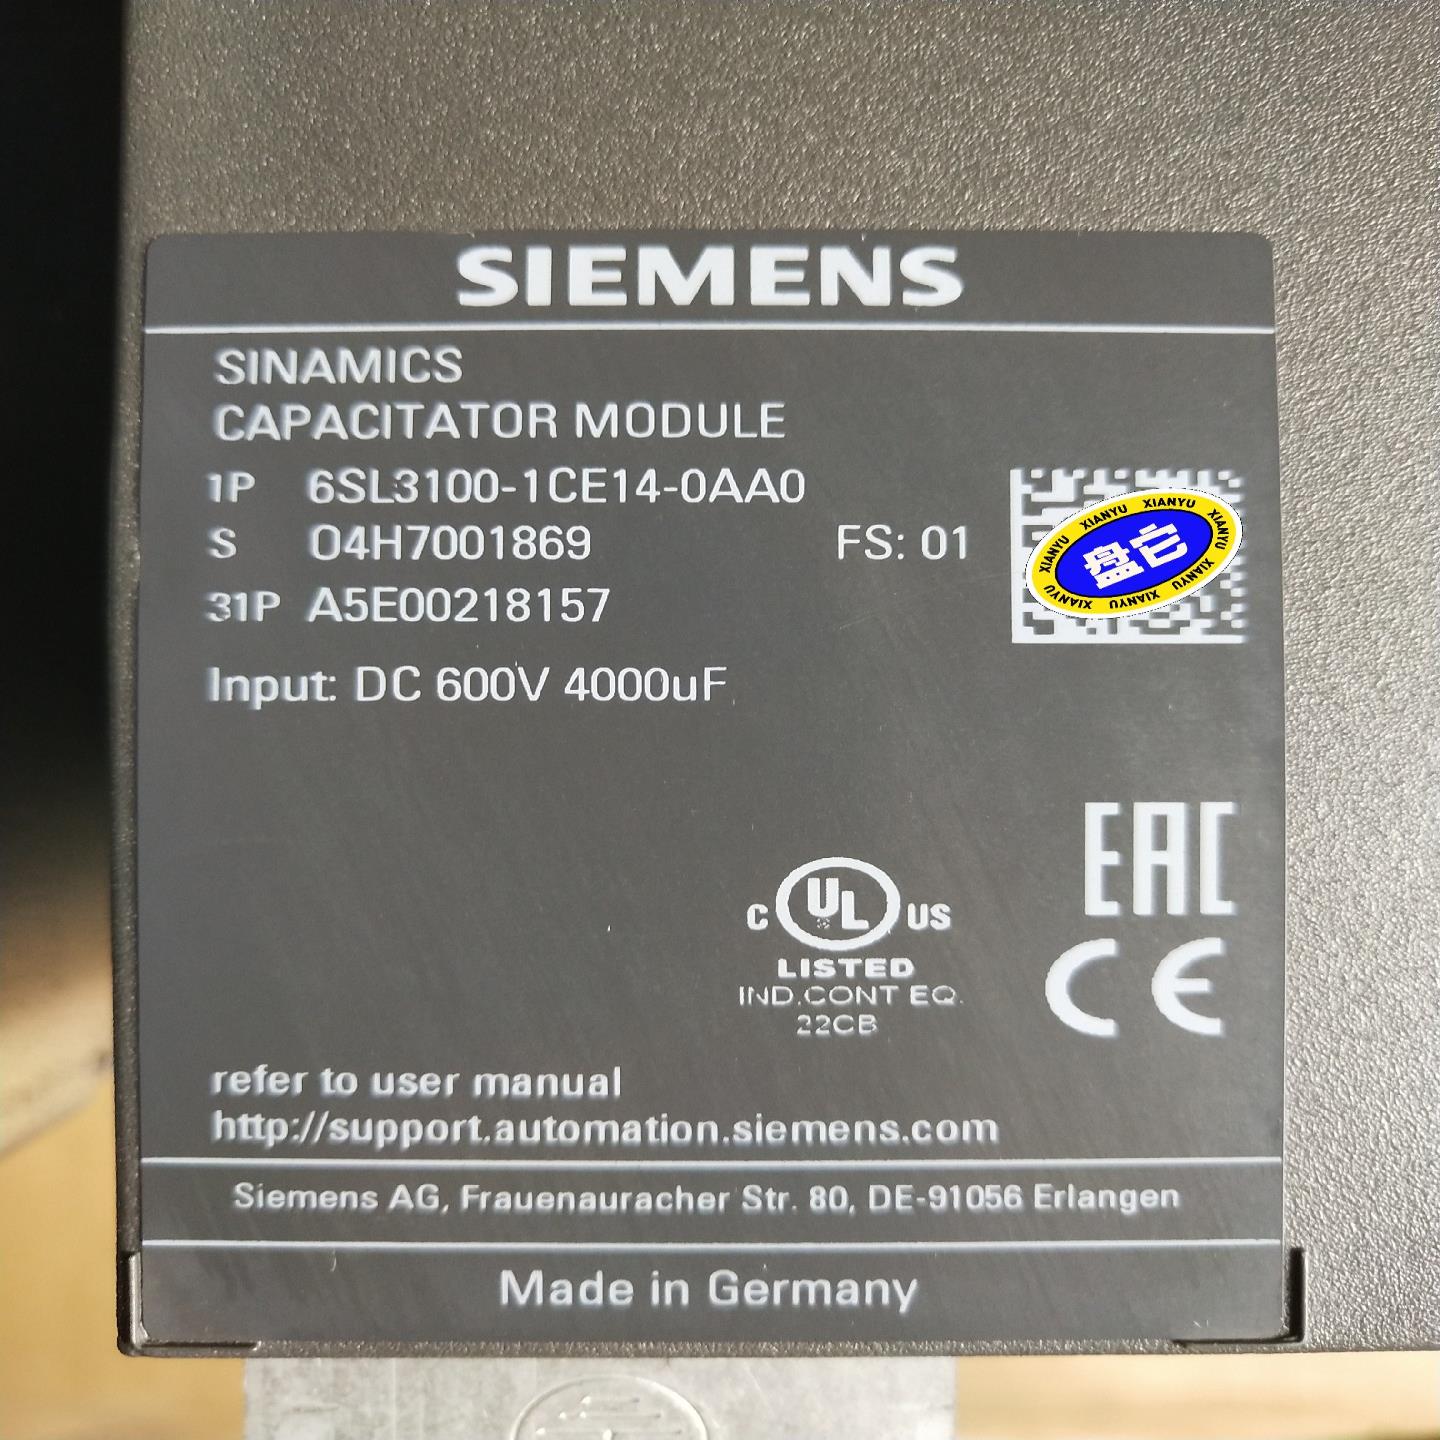 SIEMENS
SINAMICS
CAPACITATOR MODULE
1P 6SL3100-1CE14-0AA0
S O4H7001869 FS: 01
31P A5E00218157
XIANYU XIANYU XIANYU XIANYU XIANYU XIANYU XIANYU XIANYU
盘它
Input: DC 600V 4000uF
EAC
C UL US
LISTED
IND.CONT EQ.
22CB
CE
refer to user manual
http://support.automation.siemens.com
Siemens AG, Frauenauracher Str. 80, DE-91056 Erlangen
Made in Germany